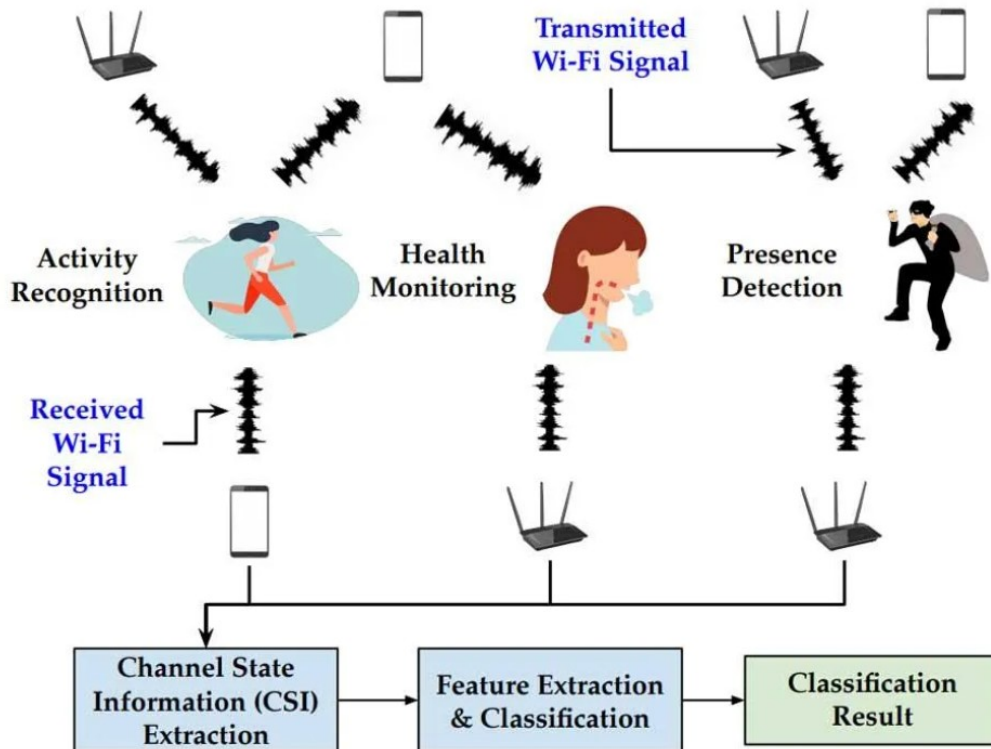 Transmitted
Wi-Fi Signal
Activity
Recognition
Health
Monitoring
Presence
Detection
Received
Wi-Fi
Signal
Channel State
Information (CSI)
Extraction
Feature Extraction
& Classification
Classification
Result